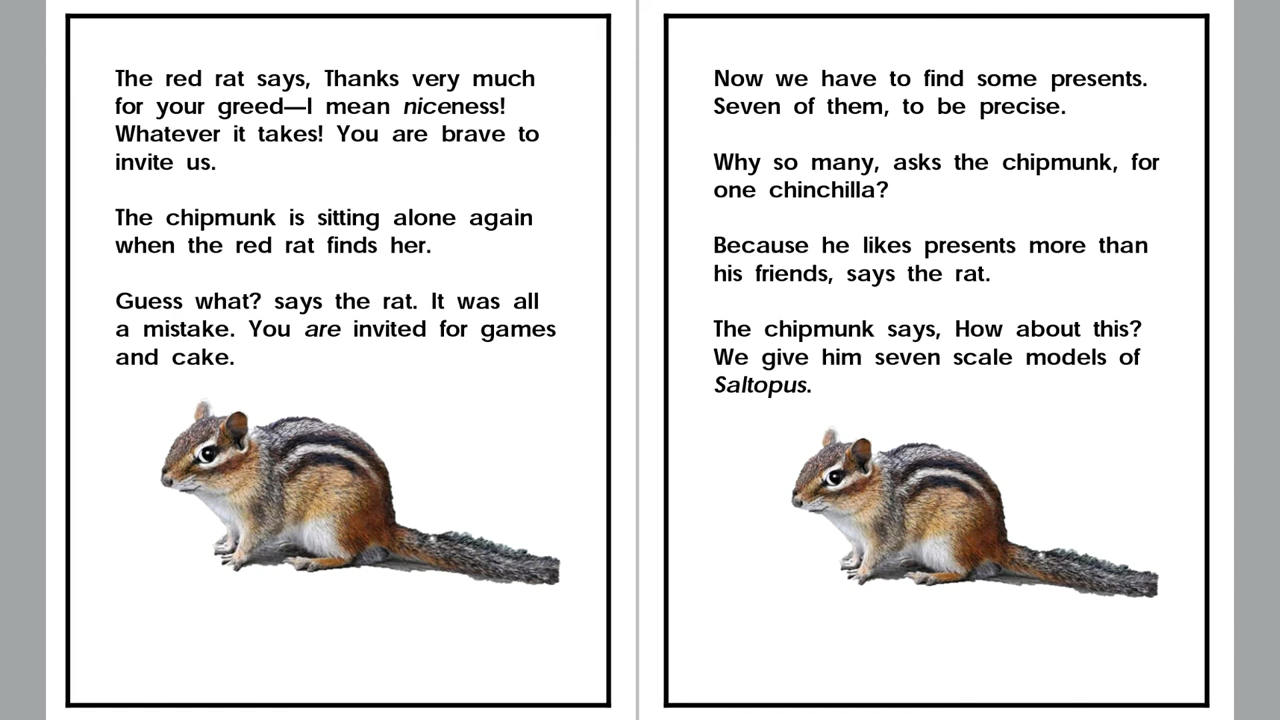 The red rat says, Thanks very much
for your greed—I mean niceness!
Whatever it takes! You are brave to
invite us.
The chipmunk is sitting alone again
when the red rat finds her.
Guess what? says the rat. It was all
a mistake. You are invited for games
and cake.
Now we have to find some presents.
Seven of them, to be precise.
Why so many, asks the chipmunk, for
one chinchilla?
Because he likes presents more than
his friends, says the rat.
The chipmunk says, How about this?
We give him seven scale models of
Saltopus.